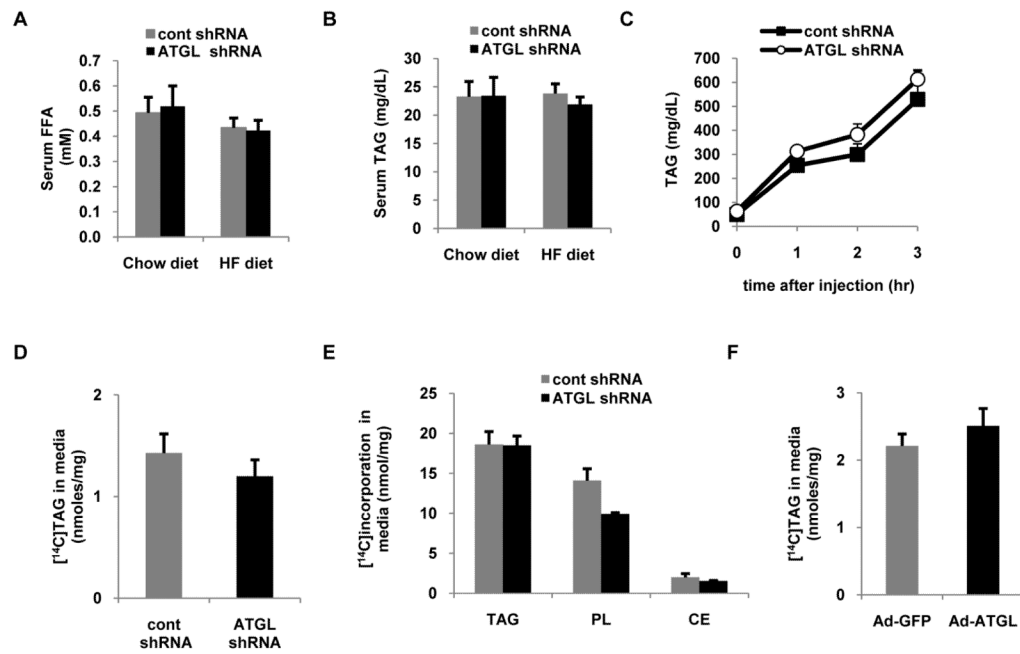 A
cont shRNA
ATGL shRNA
Serum FFA
(mM)
0.7
0.6
0.5
0.4
0.3
0.2
0.1
0.0
Chow diet HF diet
B
cont shRNA
ATGL shRNA
Serum TAG (mg/dL)
30
25
20
15
10
5
0
Chow diet HF diet
C
cont shRNA
ATGL shRNA
TAG (mg/dL)
700
600
500
400
300
200
100
0
0 1 2 3
time after injection (hr)
D
[¹⁴C]TAG in media
(nmoles/mg)
2
1
0
cont
shRNA
ATGL
shRNA
E
cont shRNA
ATGL shRNA
[¹⁴C]incorporation in
media (nmol/mg)
25
20
15
10
5
0
TAG PL CE
F
[¹⁴C]TAG in media
(nmoles/mg)
3
2
1
0
Ad-GFP Ad-ATGL